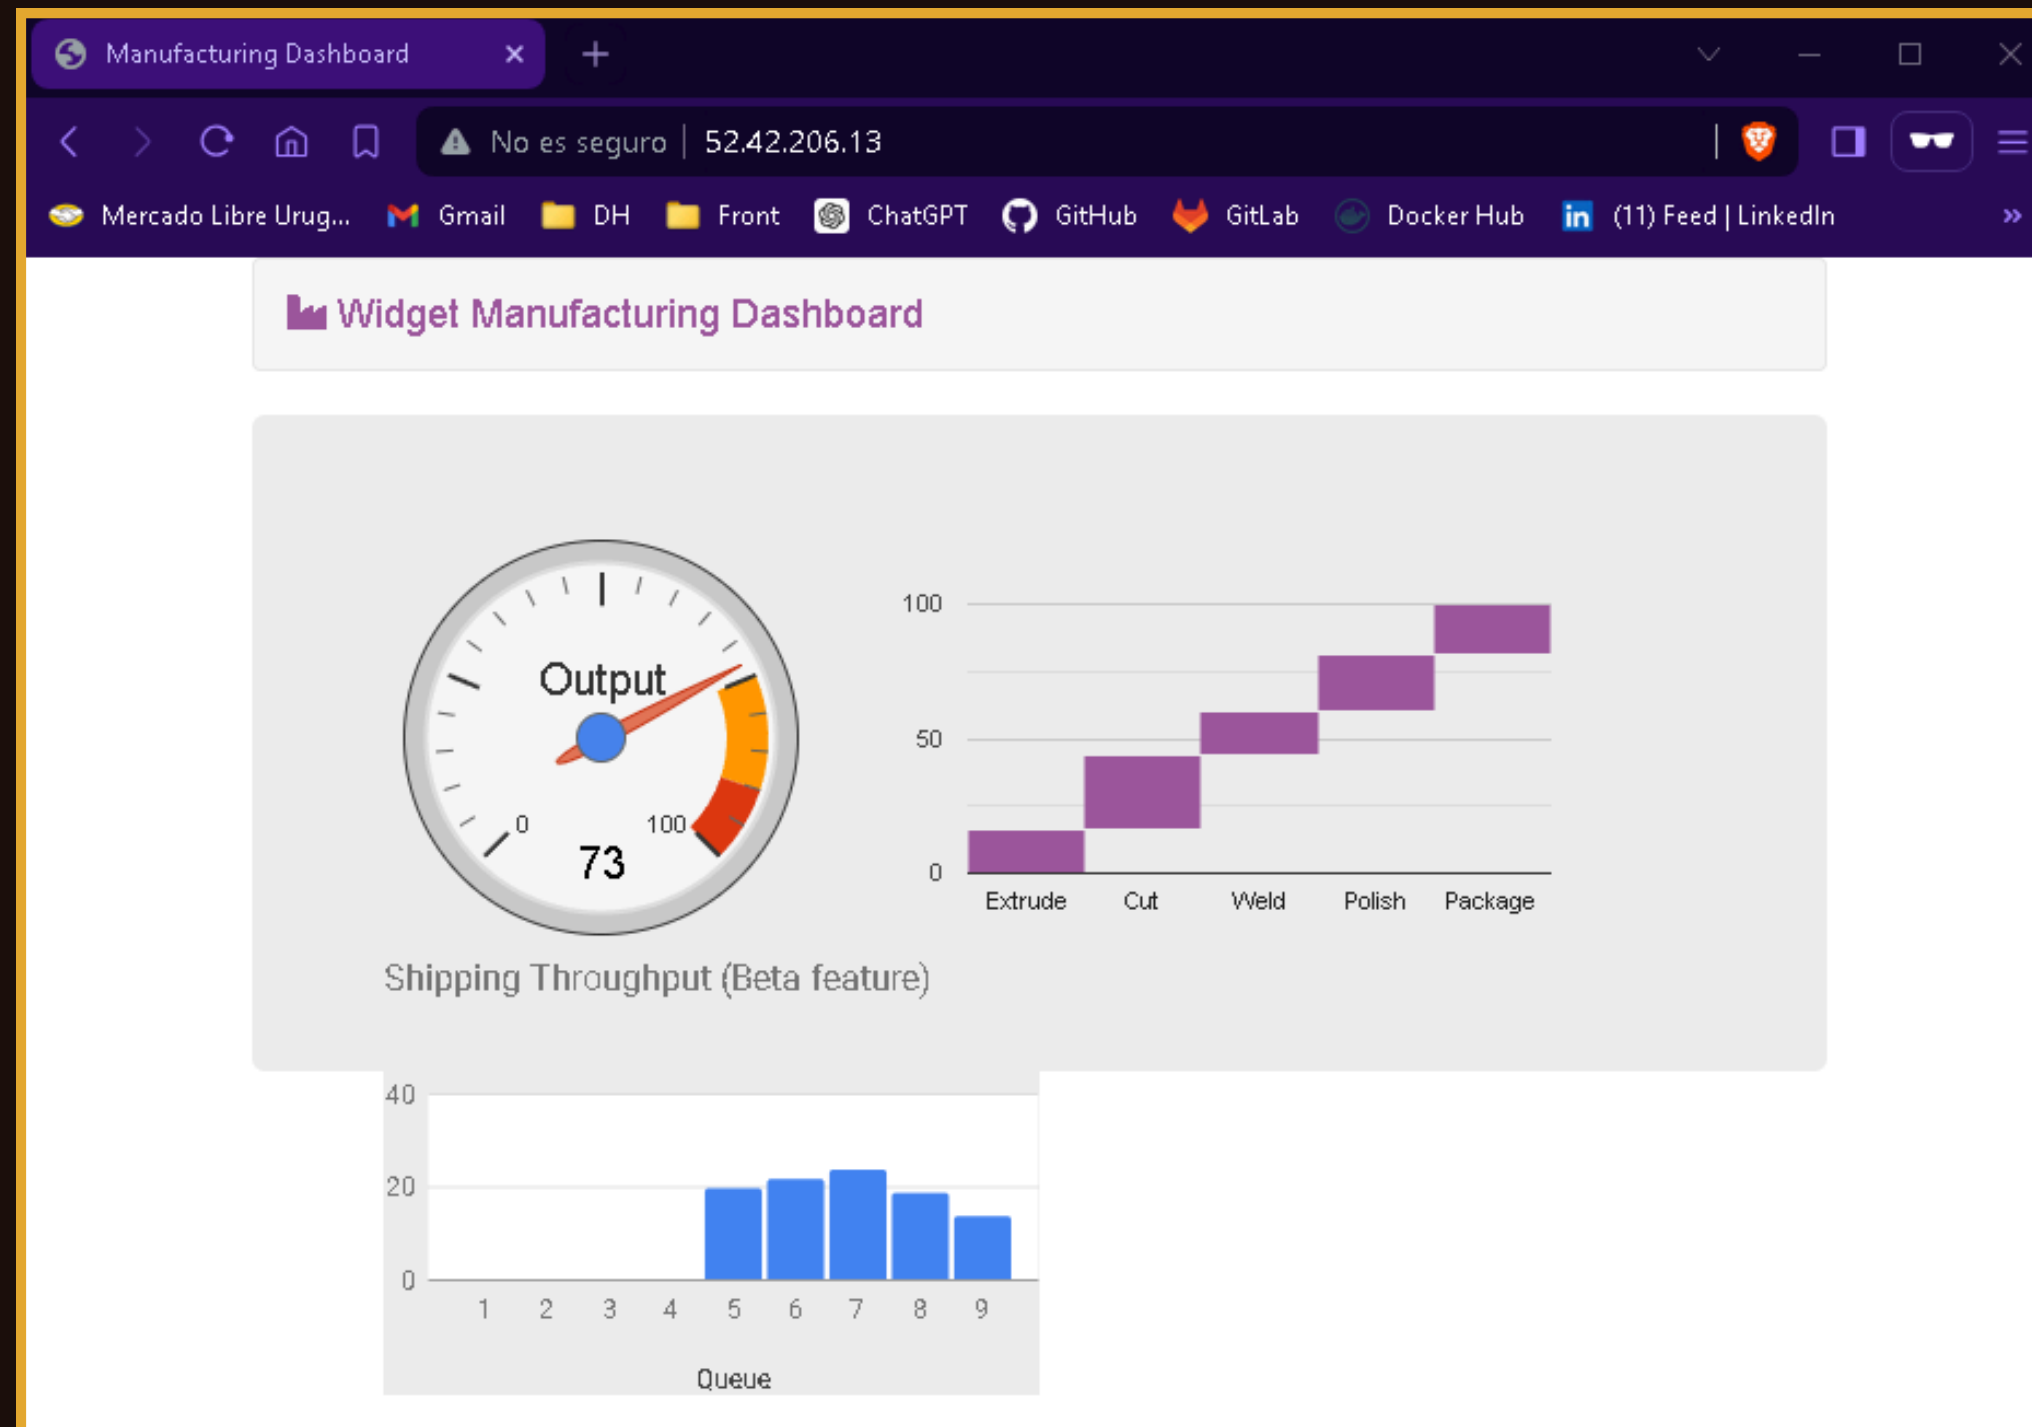 Manufacturing Dashboard
No es seguro | 52.42.206.13
Mercado Libre Urug... Gmail DH Front ChatGPT GitHub GitLab Docker Hub in (11) Feed | LinkedIn »
Widget Manufacturing Dashboard
Output
0 100
73
100
50
0
Extrude Cut Weld Polish Package
Shipping Throughput (Beta feature)
40
20
0
1 2 3 4 5 6 7 8 9
Queue